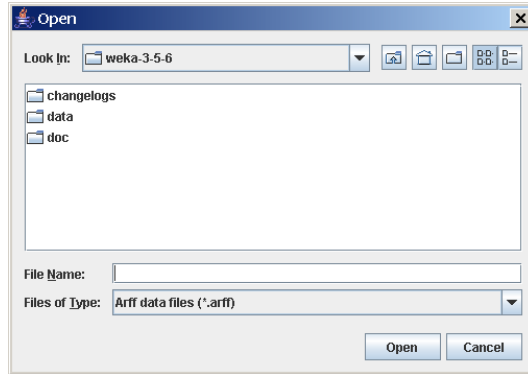 Open
Look In: weka-3-5-6
changelogs
data
doc
File Name:
Files of Type: Arff data files (*.arff)
Open Cancel